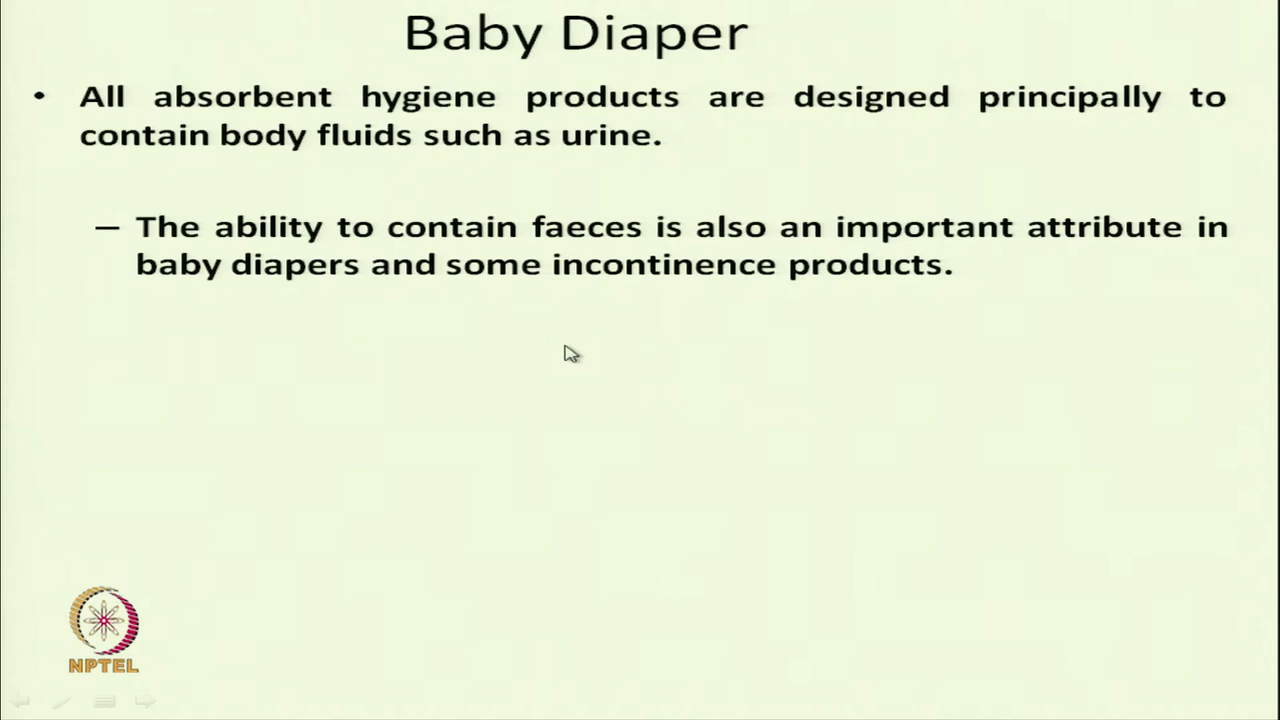 Baby Diaper
• All absorbent hygiene products are designed principally to
contain body fluids such as urine.
– The ability to contain faeces is also an important attribute in
baby diapers and some incontinence products.
NPTEL